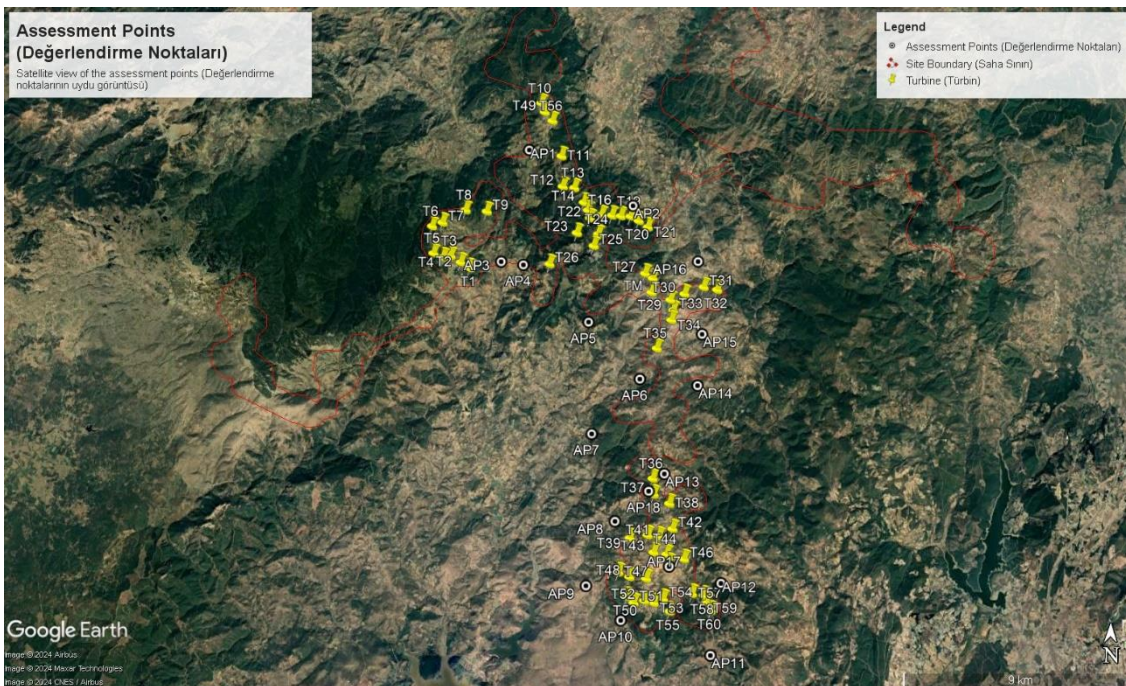 Assessment Points
(Değerlendirme Noktaları)
Satellite view of the assessment points (Değerlendirme
noktalarının uydu görüntüsü)
Legend
Assessment Points (Değerlendirme Noktaları)
Site Boundary (Saha Sınırı)
Turbine (Türbin)
T10
T49 T56
AP1 T11
T12 T13
T8 T9
T14 T16
T6 T7
T22 T24 AP2
T23 T20 T21
T5 T3 T25
T4 T2 AP3 AP4 T26
T1
T27 AP16
TM T30 T31
T29 T33 T32
AP5 T34
T35 AP15
AP6 AP14
AP7
T36
T37 AP13
AP18 T38
AP8 T41 T42
T39 T43 T44
T46
AP17
T48 T47
AP9 AP12
T52 T51 T54 T57
T50 T53 T58 T59
AP10 T55 T60
AP11
Google Earth
Image © 2024 Airbus
Image © 2024 Maxar Technologies
Image © 2024 CNES / Airbus
N
9 km